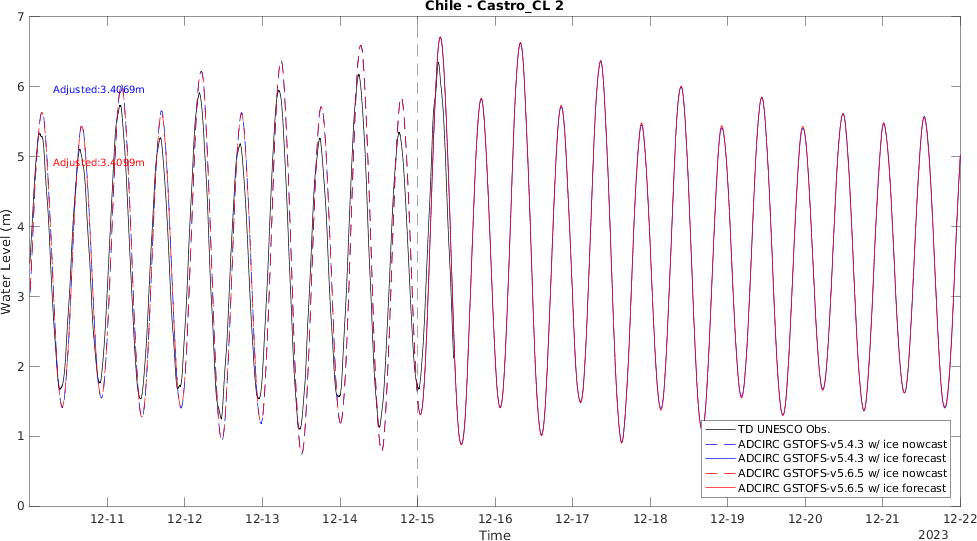 Chile - Castro_CL 2
7
6
5
4
3
2
1
0
Water Level (m)
Adjusted:3.4069m
Adjusted:3.4099m
TD UNESCO Obs.
ADCIRC GSTOFS-v5.4.3 w/ ice nowcast
ADCIRC GSTOFS-v5.4.3 w/ ice forecast
ADCIRC GSTOFS-v5.6.5 w/ ice nowcast
ADCIRC GSTOFS-v5.6.5 w/ ice forecast
12-11 12-12 12-13 12-14 12-15 12-16 12-17 12-18 12-19 12-20 12-21 12-22
Time
2023